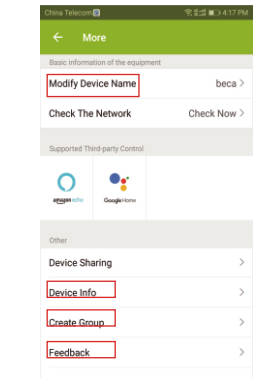 China Telecom 4:17 PM
← More
Basic information of the equipment
Modify Device Name beca >
Check The Network Check Now >
Supported Third-party Control
amazon echo Google Home
Other
Device Sharing >
Device Info >
Create Group >
Feedback >